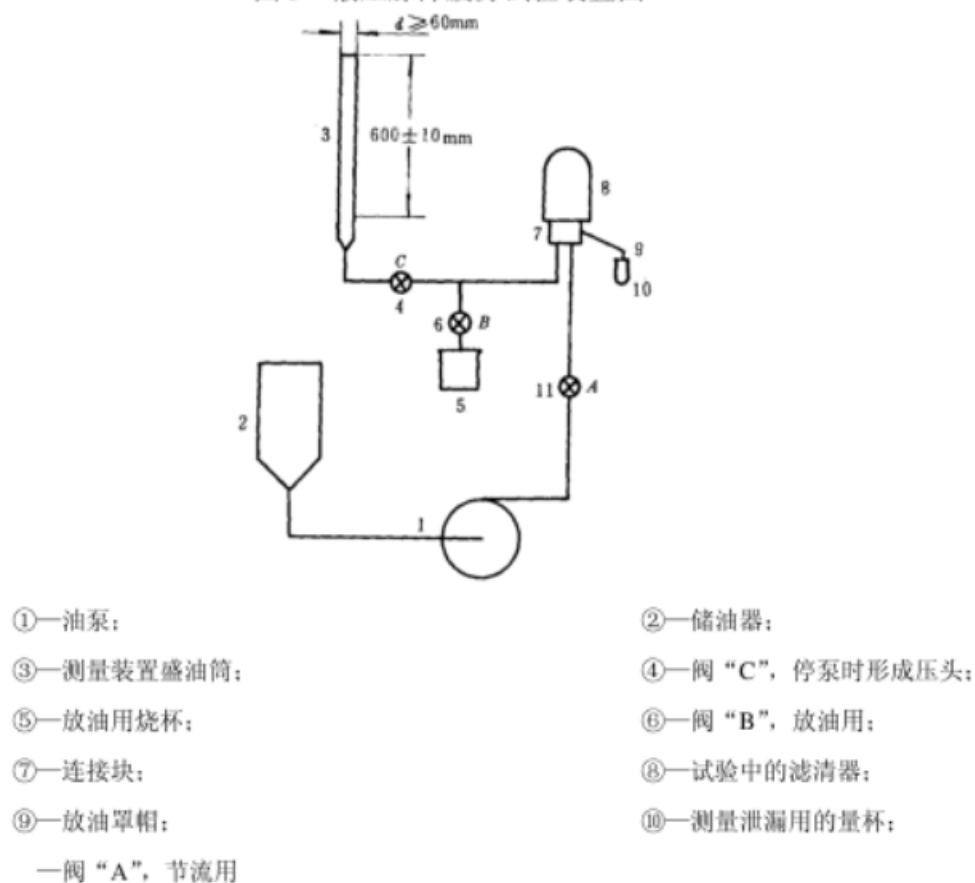 d≥60mm
3
600±10mm
8
7
9
10
C
4
6
B
5
11
A
2
1
①—油泵;
②—储油器;
③—测量装置盛油筒;
④—阀“C”，停泵时形成压头;
⑤—放油用烧杯;
⑥—阀“B”，放油用;
⑦—连接块;
⑧—试验中的滤清器;
⑨—放油罩帽;
⑩—测量泄漏用的量杯;
—阀“A”，节流用